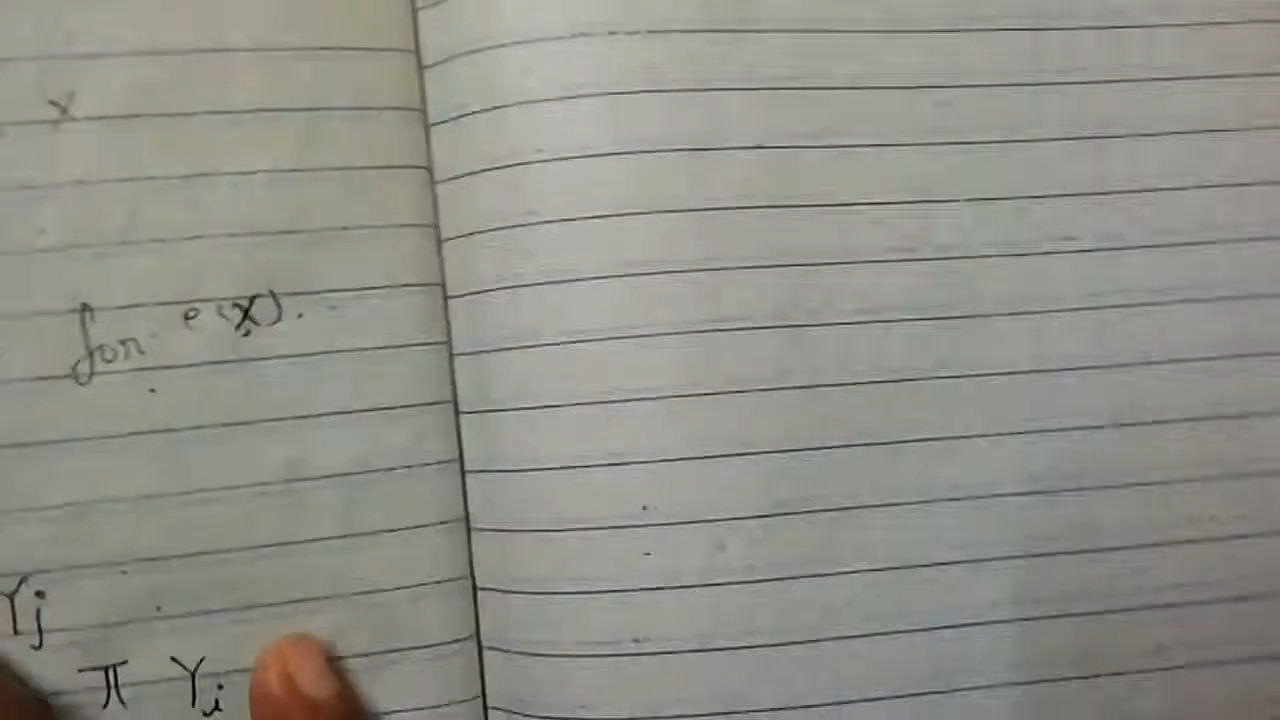 x
for e(x).
Yj
π Yi